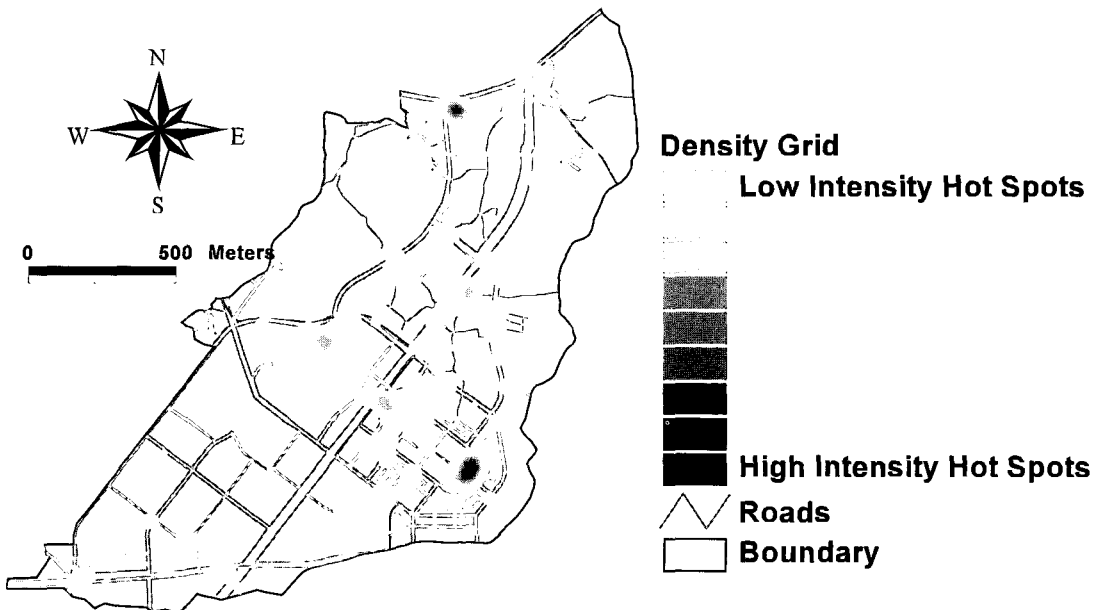 N
W E
S
0 500 Meters
Density Grid
Low Intensity Hot Spots
High Intensity Hot Spots
Roads
Boundary